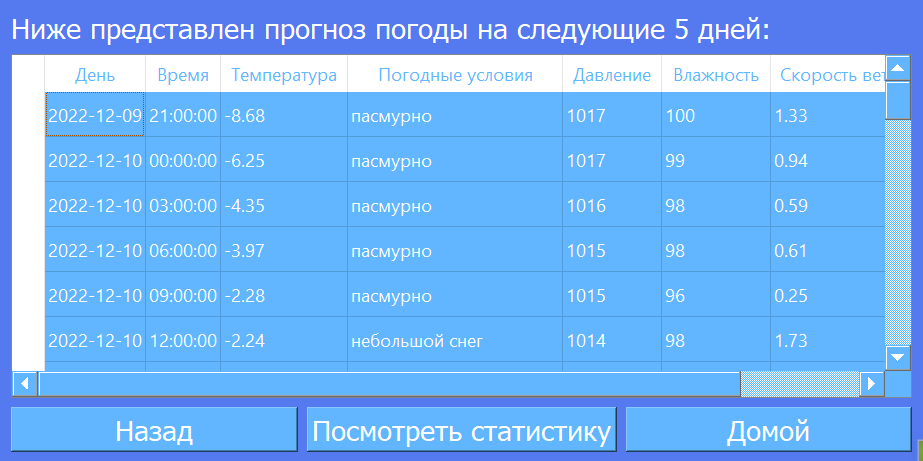 Ниже представлен прогноз погоды на следующие 5 дней:
День Время Температура Погодные условия Давление Влажность Скорость вет
2022-12-09 21:00:00 -8.68 пасмурно 1017 100 1.33
2022-12-10 00:00:00 -6.25 пасмурно 1017 99 0.94
2022-12-10 03:00:00 -4.35 пасмурно 1016 98 0.59
2022-12-10 06:00:00 -3.97 пасмурно 1015 98 0.61
2022-12-10 09:00:00 -2.28 пасмурно 1015 96 0.25
2022-12-10 12:00:00 -2.24 небольшой снег 1014 98 1.73
Назад Посмотреть статистику Домой